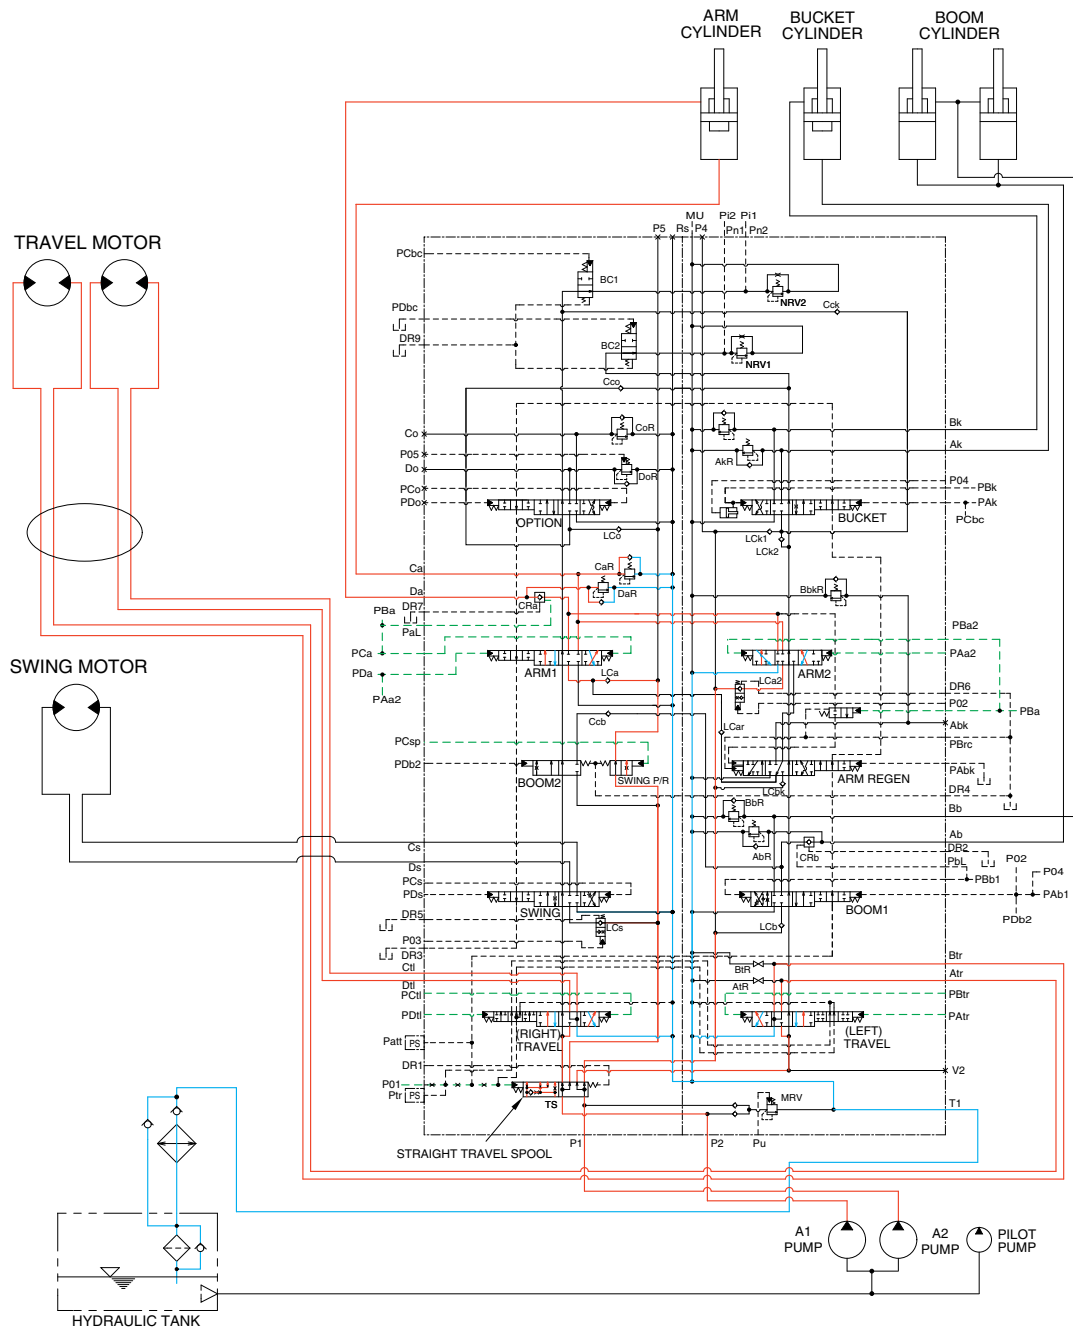 ARM
CYLINDER
BUCKET
CYLINDER
BOOM
CYLINDER
TRAVEL MOTOR
SWING MOTOR
MU
Pi2
Pi1
P5
Rs
P4
Pn1
Pn2
PCbc
BC1
NRV2
Cck
PDbc
DR9
BC2
NRV1
Cco
Co
CoR
Bk
P05
Do
DoR
AkR
Ak
PCo
PDo
OPTION
P04
PBk
PAk
PCbc
BUCKET
LCo
LCk1
LCk2
Ca
CaR
Da
DaR
DR7
CRa
BbkR
PBa
PaL
PBa2
PCa
PAa2
PDa
PAa2
ARM1
LCa
LCa2
ARM2
DR6
P02
PBa
Ccb
LCar
Abk
PCsp
PBrc
PDb2
PAbk
BOOM2
SWING P/R
LCbk
ARM REGEN
DR4
BbR
Bb
AbR
CRb
Ab
Cs
DR2
Ds
PbL
P02
P04
PCs
PBb1
PDs
PAb1
PDb2
SWING
BOOM1
DR5
LCs
LCb
P03
DR3
Ctl
BtR
Btr
AtR
Atr
Dtl
PCtl
PBtr
PDtl
PAtr
(RIGHT)
TRAVEL
(LEFT)
TRAVEL
Patt
PS
DR1
V2
P01
Ptr
PS
TS
MRV
T1
P1
P2
Pu
STRAIGHT TRAVEL SPOOL
A1
PUMP
A2
PUMP
PILOT
PUMP
HYDRAULIC TANK